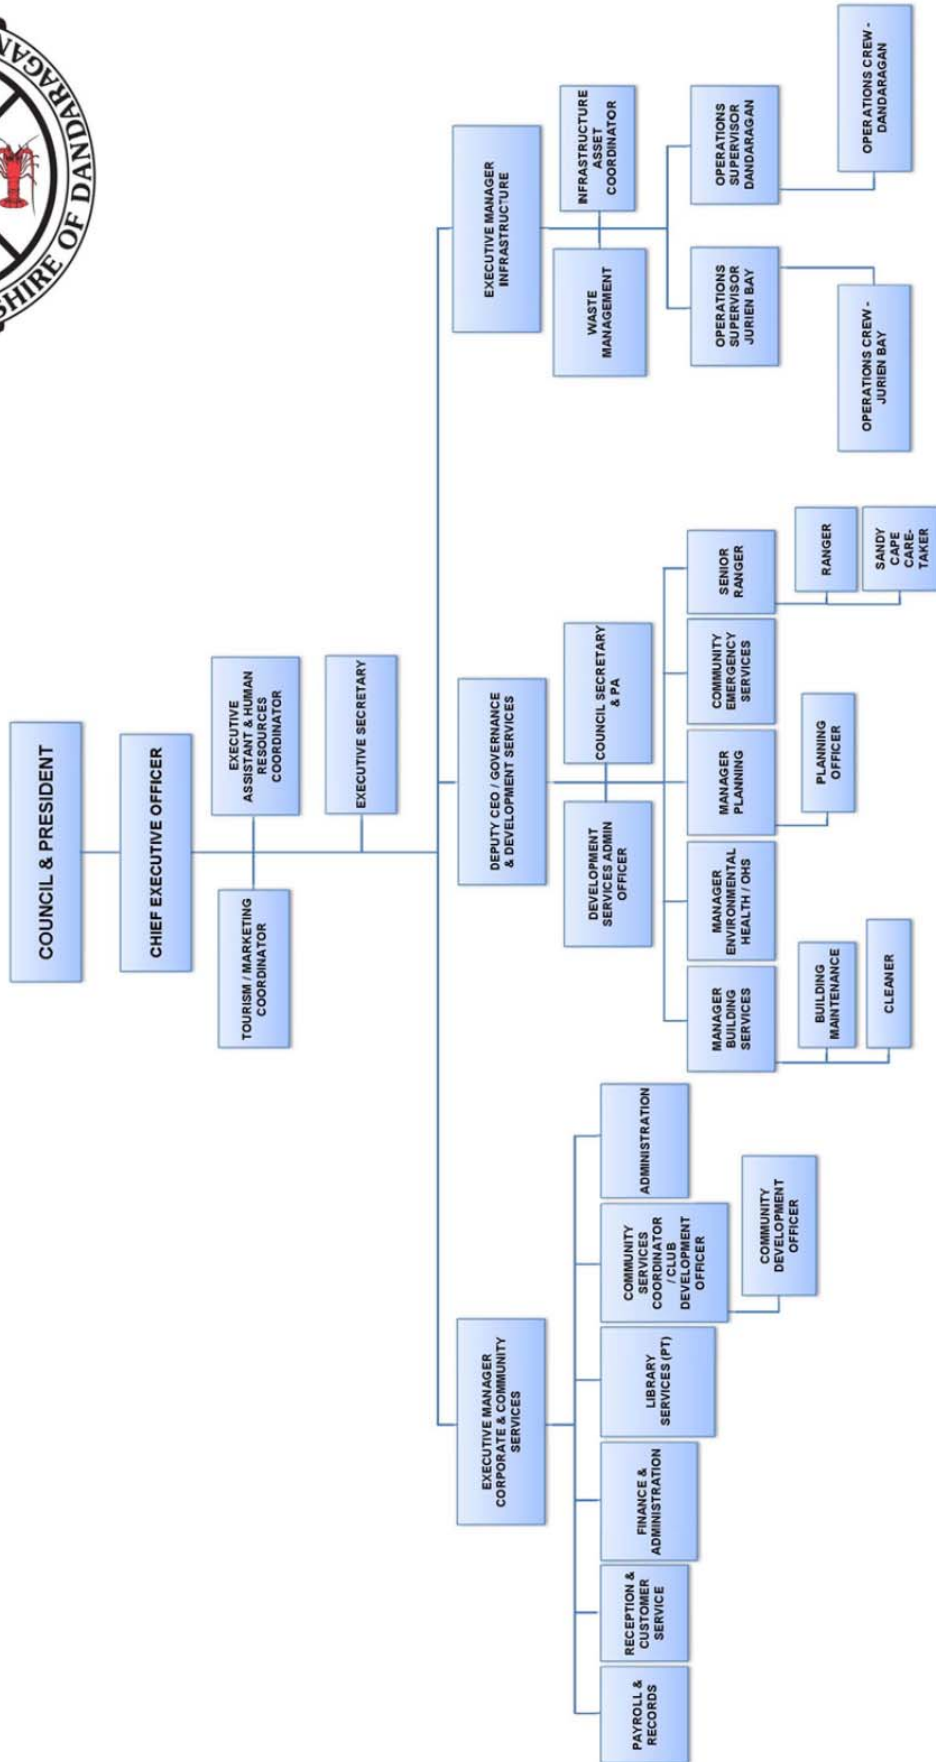 SHIRE OF DANDARAGAN
COUNCIL & PRESIDENT
CHIEF EXECUTIVE OFFICER
TOURISM / MARKETING
COORDINATOR
EXECUTIVE
ASSISTANT & HUMAN
RESOURCES
COORDINATOR
EXECUTIVE SECRETARY
EXECUTIVE MANAGER
CORPORATE & COMMUNITY
SERVICES
PAYROLL &
RECORDS
RECEPTION &
CUSTOMER
SERVICE
FINANCE &
ADMINISTRATION
LIBRARY
SERVICES (PT)
COMMUNITY
SERVICES
COORDINATOR
/ CLUB
DEVELOPMENT
OFFICER
ADMINISTRATION
COMMUNITY
DEVELOPMENT
OFFICER
DEPUTY CEO / GOVERNANCE
& DEVELOPMENT SERVICES
DEVELOPMENT
SERVICES ADMIN
OFFICER
COUNCIL SECRETARY
& PA
MANAGER
BUILDING
SERVICES
MANAGER
ENVIRONMENTAL
HEALTH / OHS
MANAGER
PLANNING
COMMUNITY
EMERGENCY
SERVICES
SENIOR
RANGER
BUILDING
MAINTENANCE
CLEANER
PLANNING
OFFICER
RANGER
SANDY
CAPE
CARE-
TAKER
EXECUTIVE MANAGER
INFRASTRUCTURE
WASTE
MANAGEMENT
INFRASTRUCTURE
ASSET
COORDINATOR
OPERATIONS
SUPERVISOR
JURIEN BAY
OPERATIONS
SUPERVISOR
DANDARAGAN
OPERATIONS CREW -
JURIEN BAY
OPERATIONS CREW -
DANDARAGAN